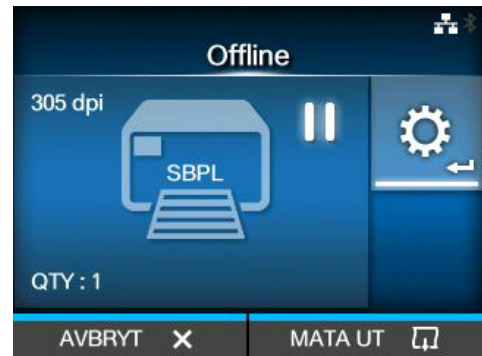 Offline
305 dpi
SBPL
QTY : 1
AVBRYT
MATA UT